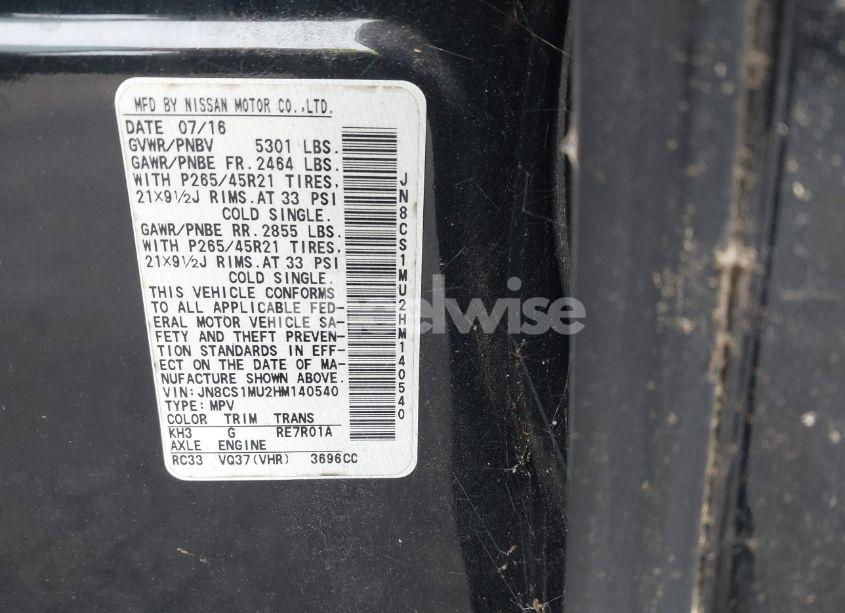 MFD BY NISSAN MOTOR CO.,LTD.
DATE 07/16
GVWR/PNBV 5301 LBS.
GAWR/PNBE FR. 2464 LBS.
WITH P265/45R21 TIRES,
21X9½J RIMS.AT 33 PSI
COLD SINGLE.
GAWR/PNBE RR. 2855 LBS.
WITH P265/45R21 TIRES,
21X9½J RIMS.AT 33 PSI
COLD SINGLE.
THIS VEHICLE CONFORMS
TO ALL APPLICABLE FED-
ERAL MOTOR VEHICLE SA-
FETY AND THEFT PREVEN-
TION STANDARDS IN EFF-
ECT ON THE DATE OF MA-
NUFACTURE SHOWN ABOVE.
VIN:JN8CS1MU2HM140540
TYPE:MPV
COLOR TRIM TRANS
KH3 G RE7R01A
AXLE ENGINE
RC33 VQ37(VHR) 3696CC
JN8CS1MU2HM140540